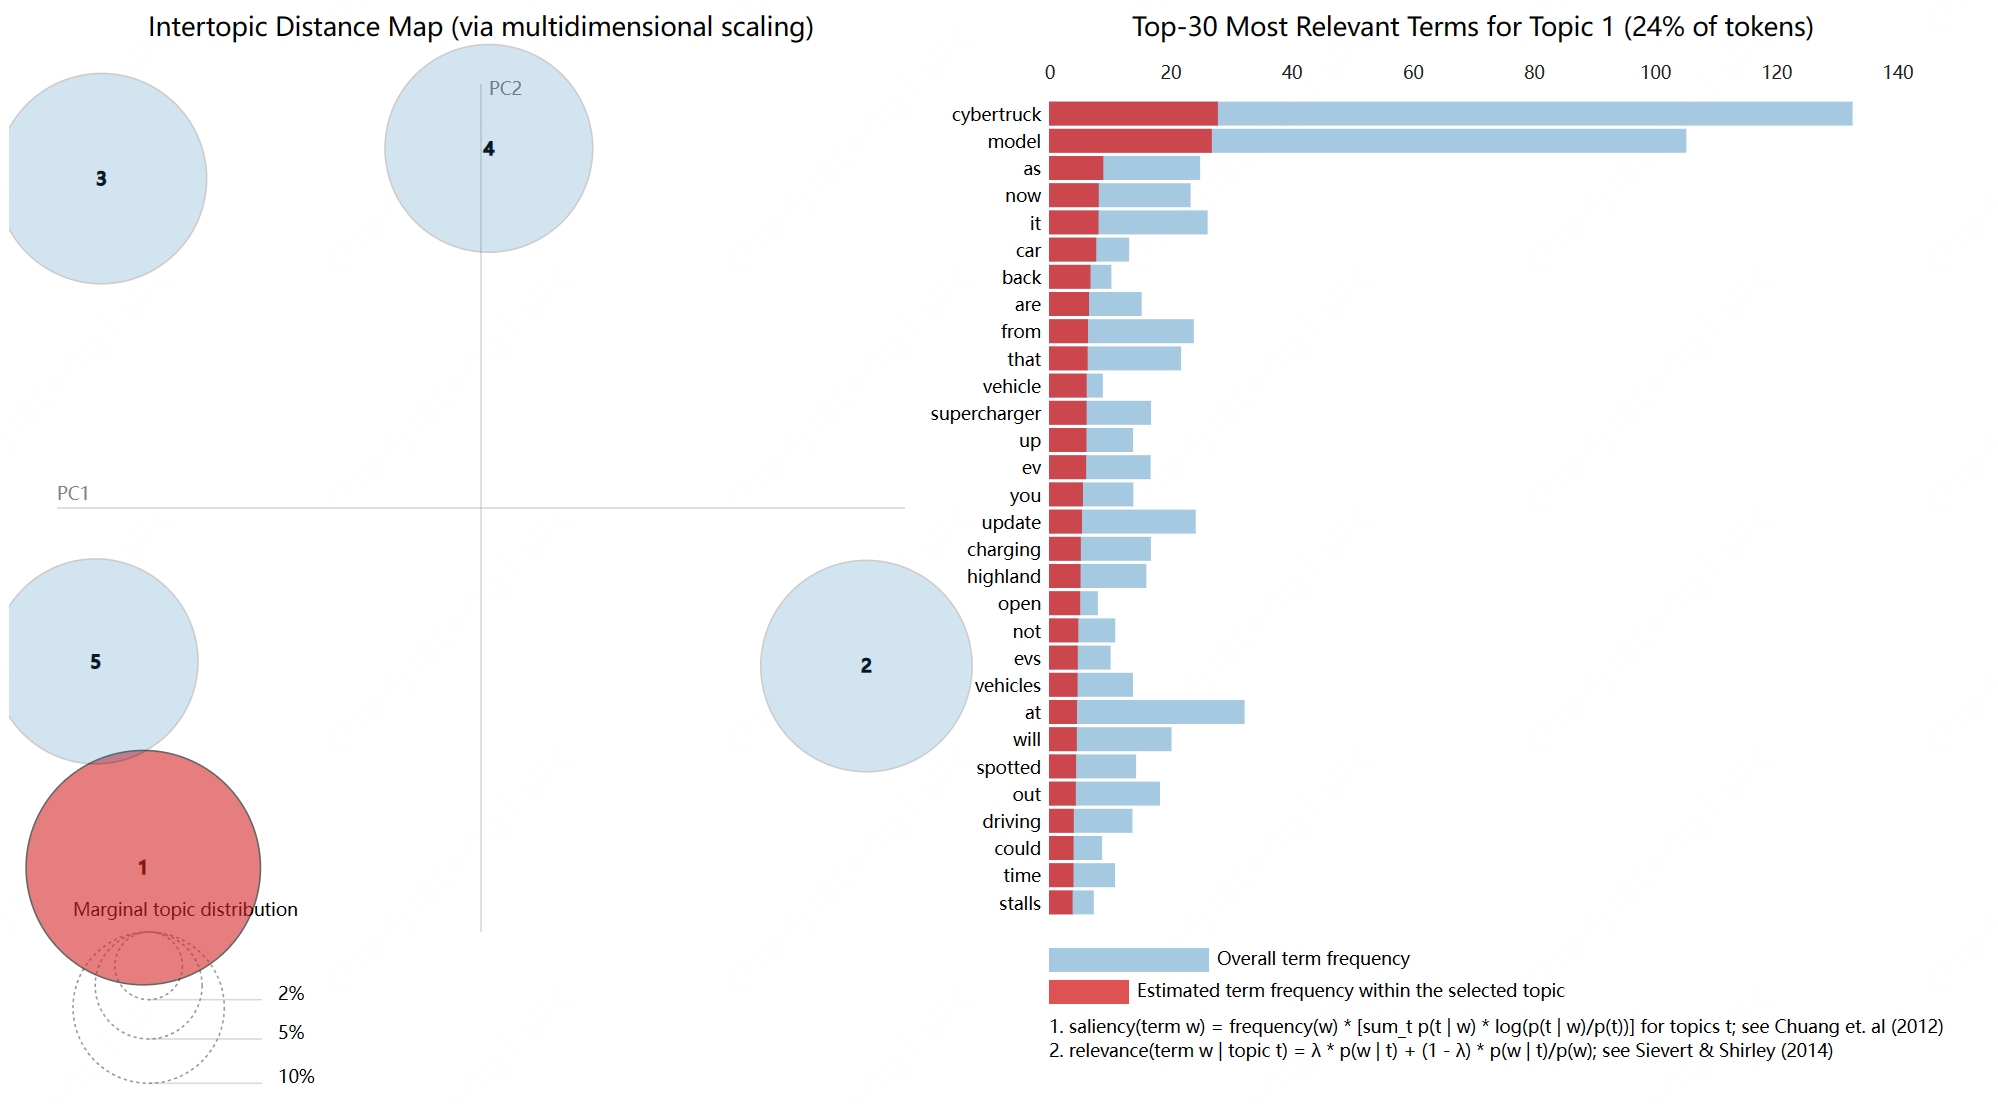 Intertopic Distance Map (via multidimensional scaling)
PC2
4
3
PC1
5
2
1
Marginal topic distribution
2%
5%
10%
Top-30 Most Relevant Terms for Topic 1 (24% of tokens)
0 20 40 60 80 100 120 140
cybertruck
model
as
now
it
car
back
are
from
that
vehicle
supercharger
up
ev
you
update
charging
highland
open
not
evs
vehicles
at
will
spotted
out
driving
could
time
stalls
Overall term frequency
Estimated term frequency within the selected topic
1. saliency(term w) = frequency(w) * [sum_t p(t | w) * log(p(t | w)/p(t))] for topics t; see Chuang et. al (2012)
2. relevance(term w | topic t) = λ * p(w | t) + (1 - λ) * p(w | t)/p(w); see Sievert & Shirley (2014)